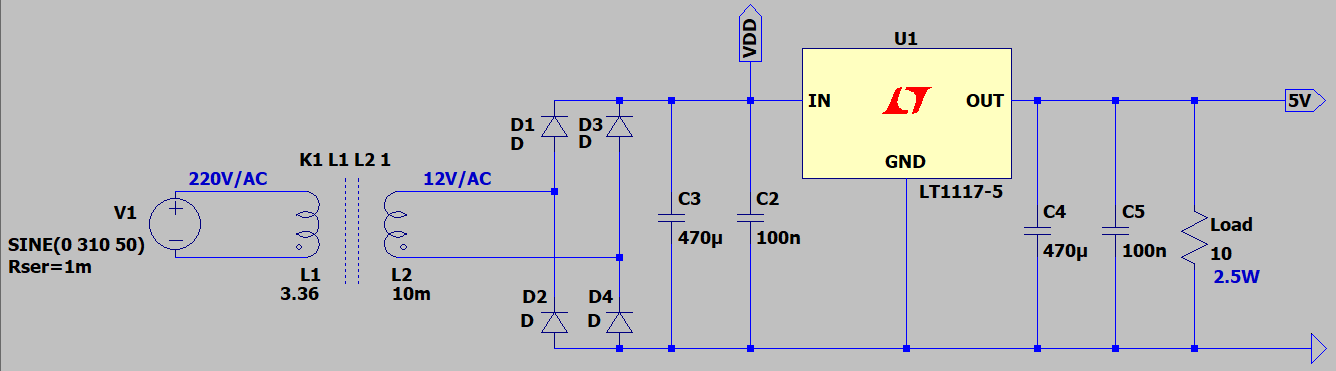 VDD
U1
IN
OUT
5V
GND
LT1117-5
D1
D
D3
D
K1 L1 L2 1
220V/AC
12V/AC
V1
SINE(0 310 50)
Rser=1m
L1
3.36
L2
10m
C3
470µ
C2
100n
C4
470µ
C5
100n
Load
10
2.5W
D2
D
D4
D